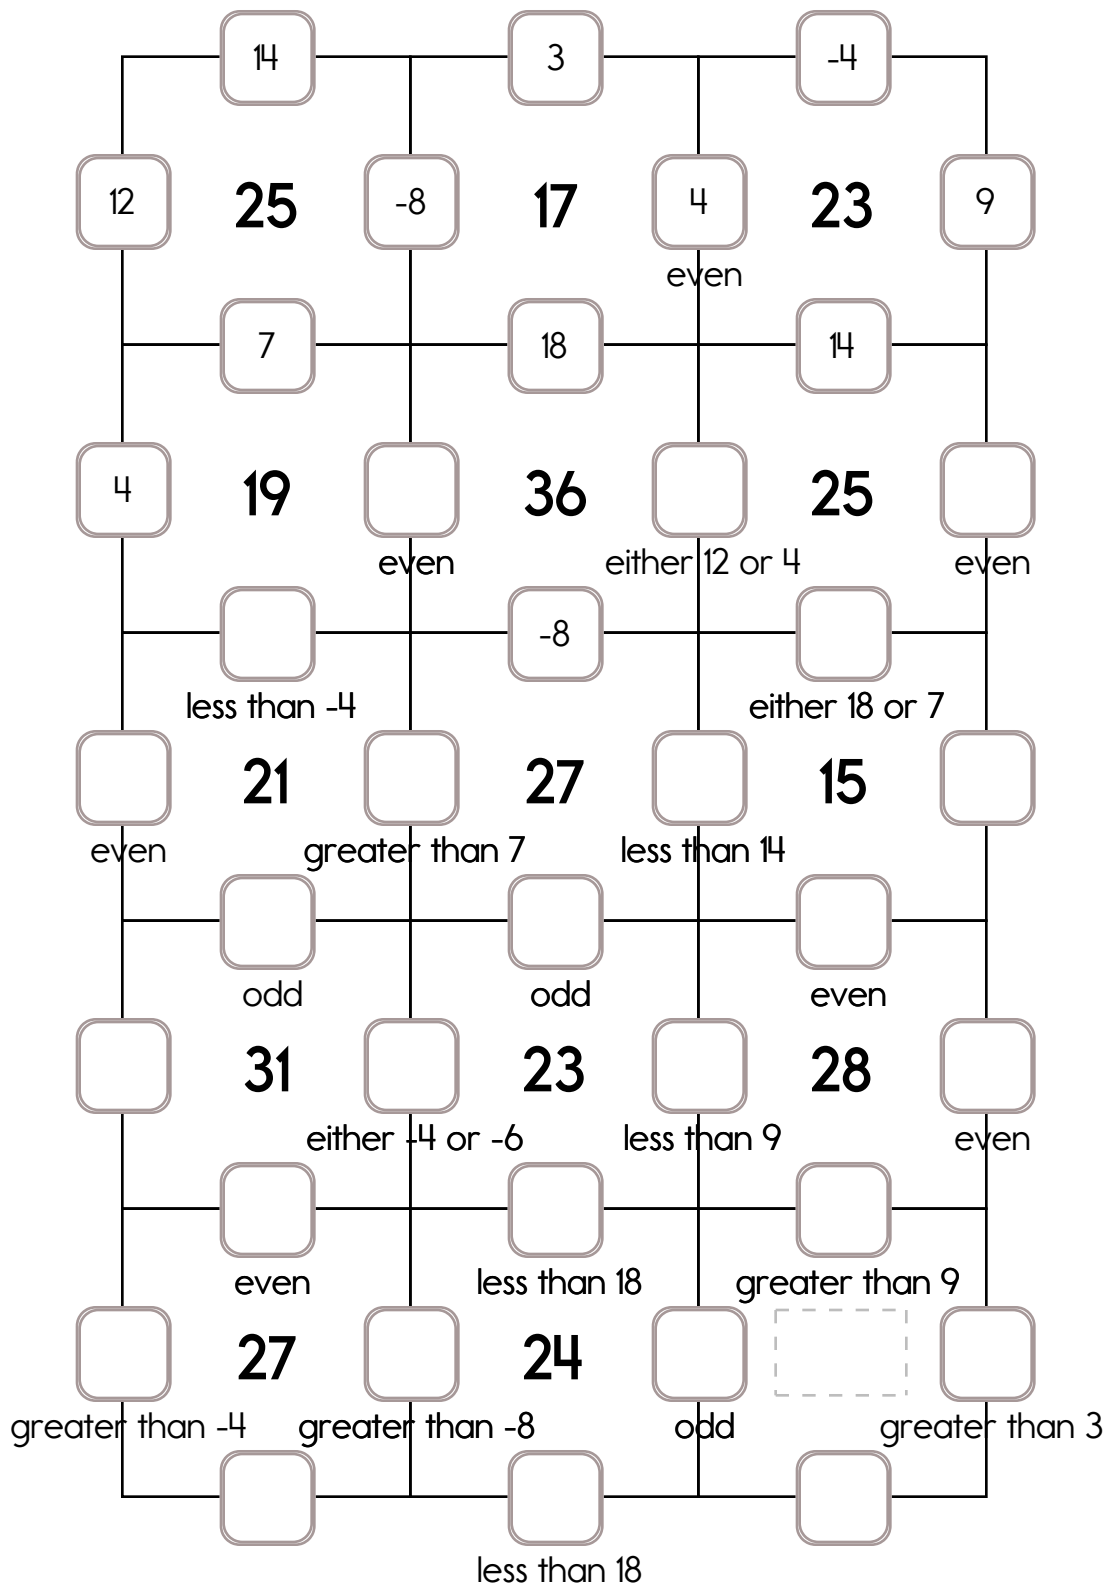 14 3 -4
12 25 -8 17 4 23 9
even
7 18 14
4 19 36 25
even either 12 or 4 even
-8
less than -4 either 18 or 7
21 27 15
even greater than 7 less than 14
odd odd even
31 23 28
either -4 or -6 less than 9 even
even less than 18 greater than 9
27 24
greater than -4 greater than -8 odd greater than 3
less than 18